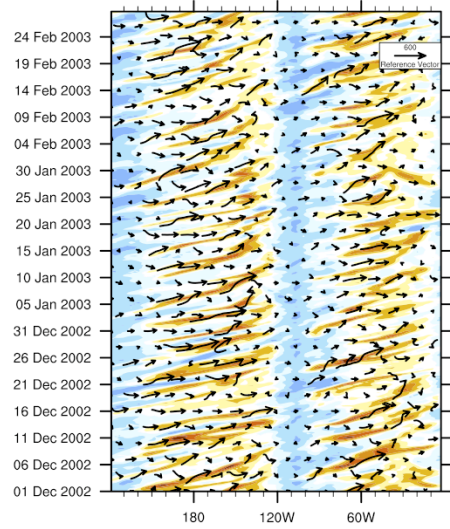 24 Feb 2003
19 Feb 2003
14 Feb 2003
09 Feb 2003
04 Feb 2003
30 Jan 2003
25 Jan 2003
20 Jan 2003
15 Jan 2003
10 Jan 2003
05 Jan 2003
31 Dec 2002
26 Dec 2002
21 Dec 2002
16 Dec 2002
11 Dec 2002
06 Dec 2002
01 Dec 2002
600
Reference Vector
180 120W 60W